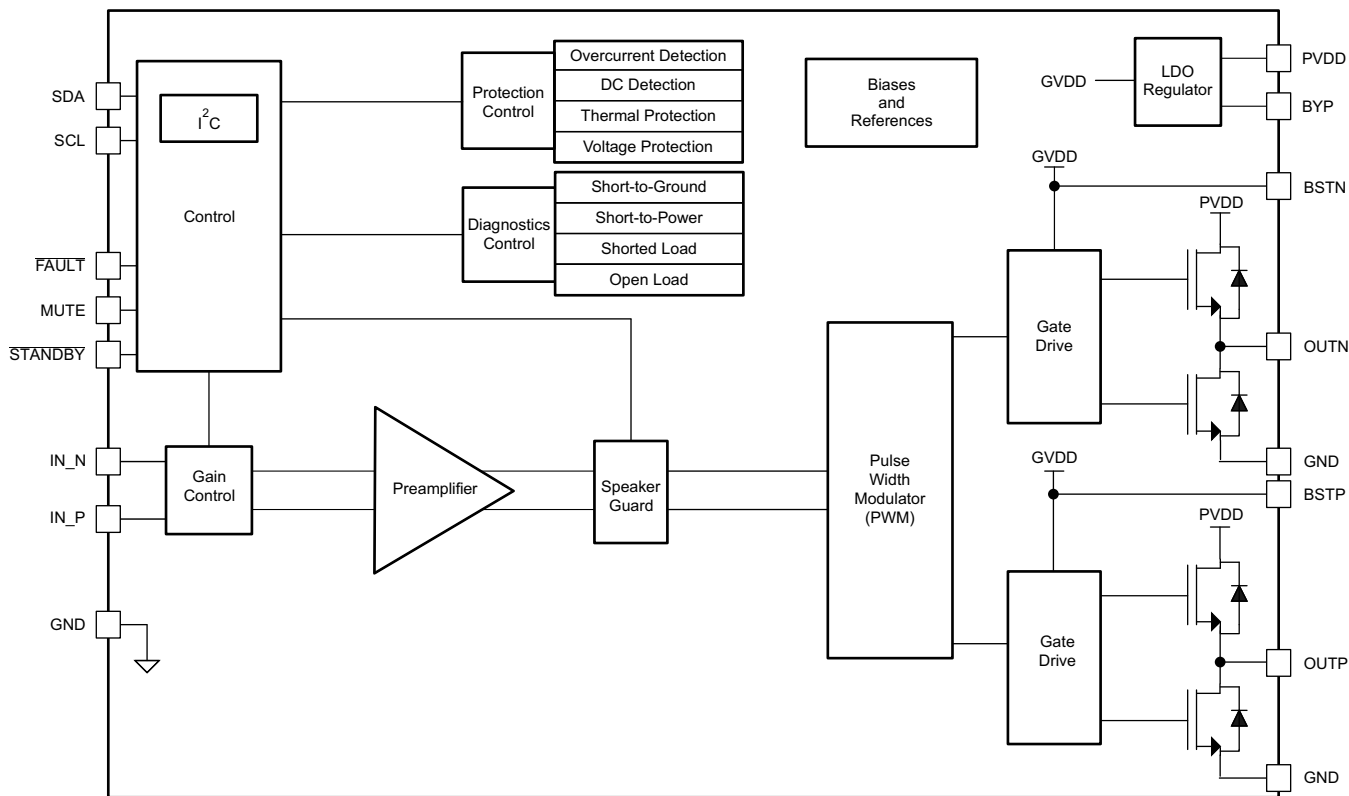 SDA
SCL
FAULT
MUTE
STANDBY
IN_N
IN_P
GND
I2C
Control
Gain
Control
Protection
Control
Overcurrent Detection
DC Detection
Thermal Protection
Voltage Protection
Diagnostics
Control
Short-to-Ground
Short-to-Power
Shorted Load
Open Load
Preamplifier
Speaker
Guard
Biases
and
References
Pulse
Width
Modulator
(PWM)
GVDD
LDO
Regulator
PVDD
BYP
GVDD
BSTN
PVDD
Gate
Drive
OUTN
GND
GVDD
BSTP
PVDD
Gate
Drive
OUTP
GND